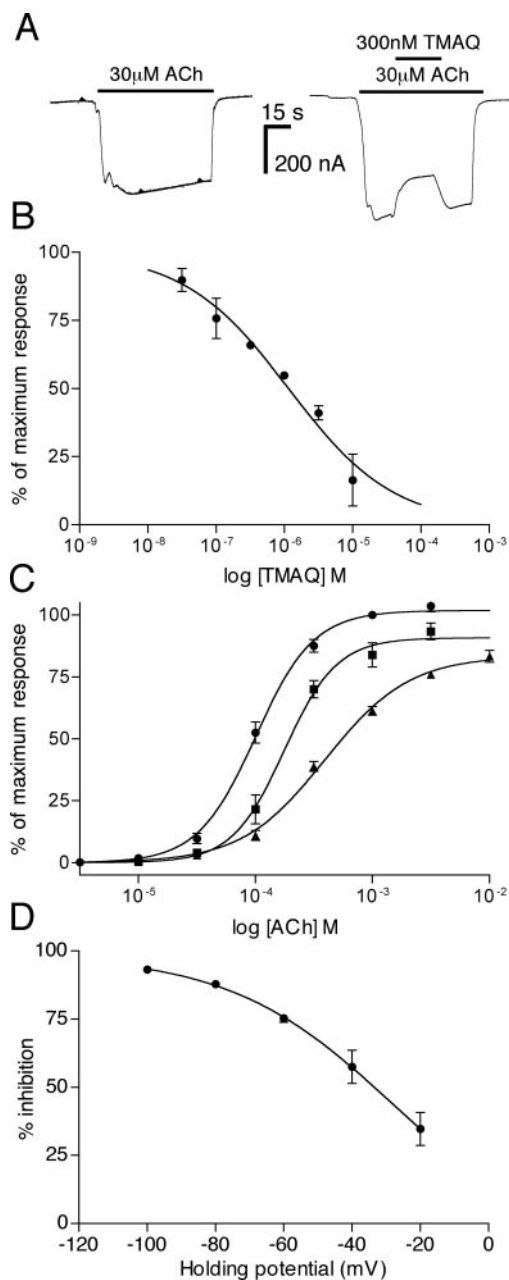 A
300nM TMAQ
30µM ACh
30µM ACh
15 s
200 nA
B
% of maximum response
100
75
50
25
0
10⁻⁹ 10⁻⁸ 10⁻⁷ 10⁻⁶ 10⁻⁵ 10⁻⁴ 10⁻³
log [TMAQ] M
C
% of maximum response
100
75
50
25
0
10⁻⁵ 10⁻⁴ 10⁻³ 10⁻²
log [ACh] M
D
% inhibition
100
75
50
25
0
-120 -100 -80 -60 -40 -20 0
Holding potential (mV)